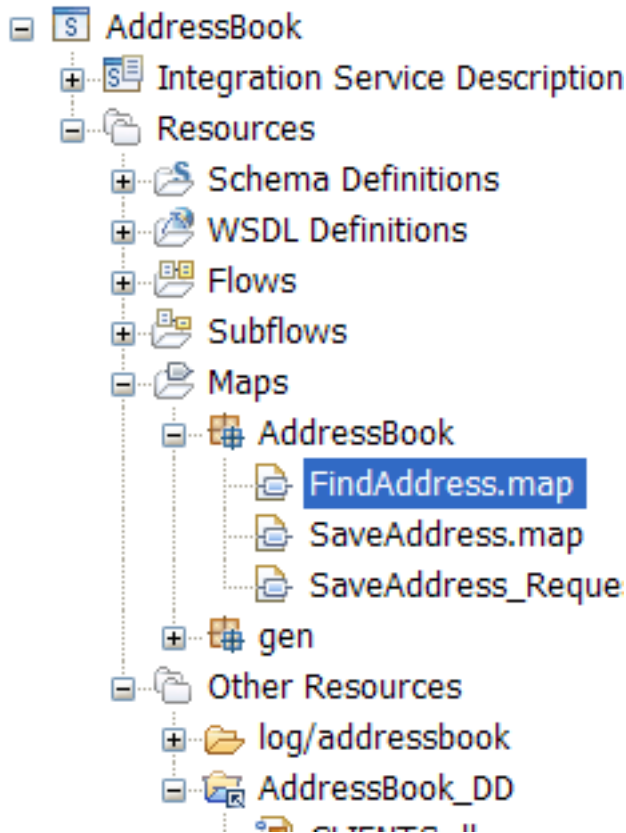 AddressBook
Integration Service Description
Resources
Schema Definitions
WSDL Definitions
Flows
Subflows
Maps
AddressBook
FindAddress.map
SaveAddress.map
SaveAddress_Reque
gen
Other Resources
log/addressbook
AddressBook_DD